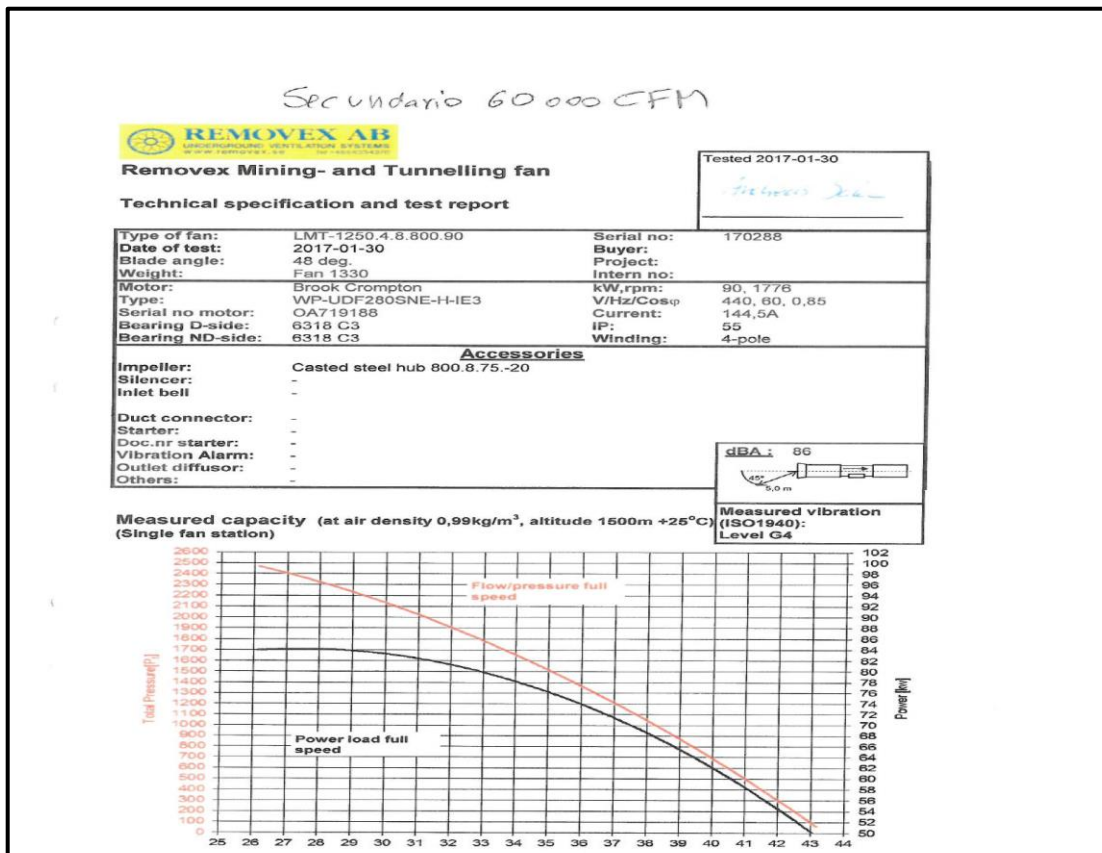 Secundario 60000 CFM
REMOVEX AB
UNDERGROUND VENTILATION SYSTEMS
www.removex.se
Removex Mining- and Tunnelling fan
Technical specification and test report
Tested 2017-01-30
Type of fan: LMT-1250.4.8.800.90 Serial no: 170288
Date of test: 2017-01-30 Buyer:
Blade angle: 48 deg. Project:
Weight: Fan 1330 Intern no:
Motor: Brook Crompton kW,rpm: 90, 1776
Type: WP-UDF280SNE-H-IE3 V/Hz/Cosφ 440, 60, 0,85
Serial no motor: OA719188 Current: 144,5A
Bearing D-side: 6318 C3 IP: 55
Bearing ND-side: 6318 C3 Winding: 4-pole
Accessories
Impeller: Casted steel hub 800.8.75.-20
Silencer: -
Inlet bell -
Duct connector: -
Starter: -
Doc.nr starter: -
Vibration Alarm: -
Outlet diffusor: -
Others: -
dBA : 86
45°
5,0 m
Measured vibration
(ISO1940):
Level G4
Measured capacity (at air density 0,99kg/m³, altitude 1500m +25°C)
(Single fan station)
2600
2500
2400
2300
2200
2100
2000
1900
1800
1700
1600
1500
1400
1300
1200
1100
1000
900
800
700
600
500
400
300
200
100
0
Total Pressure[P]
Flow/pressure full
speed
Power load full
speed
102
100
98
96
94
92
90
88
86
84
82
80
78
76
74
72
70
68
66
64
62
60
58
56
54
52
50
Power [kw]
25 26 27 28 29 30 31 32 33 34 35 36 37 38 39 40 41 42 43 44